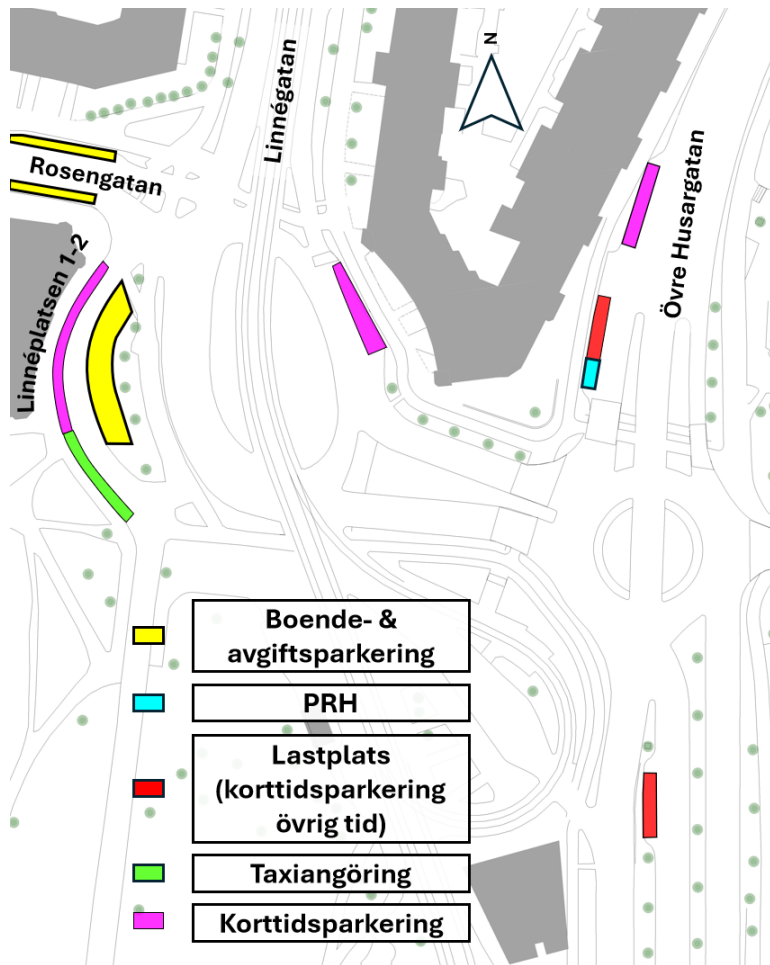 N
Linnégatan
Rosengatan
Övre Husargatan
Linnéplatsen 1-2
Boende- &
avgiftsparkering
PRH
Lastplats
(korttidsparkering
övrig tid)
Taxiangöring
Korttidsparkering